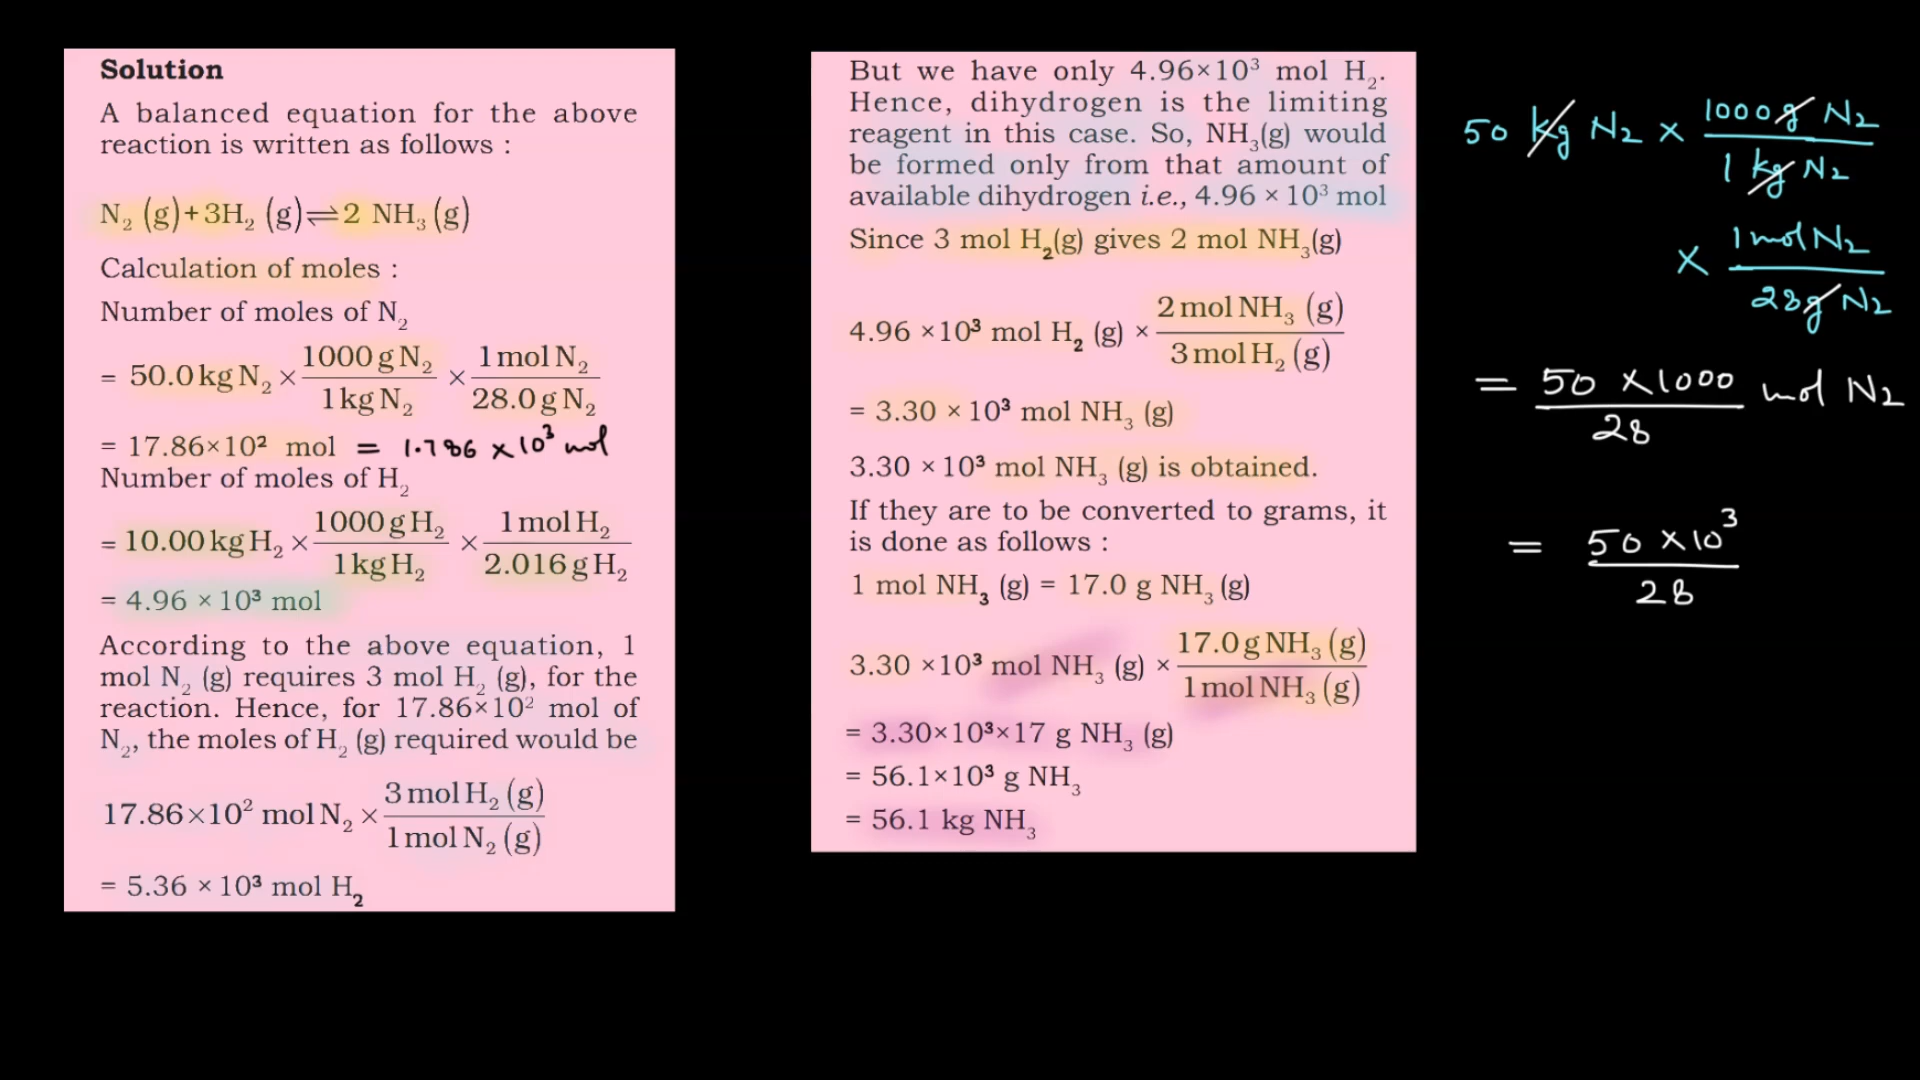 Solution
A balanced equation for the above
reaction is written as follows :
N₂ (g)+3H₂ (g)⇌2 NH₃ (g)
Calculation of moles :
Number of moles of N₂
= 50.0 kg N₂ × 1000 g N₂ / 1 kg N₂ × 1 mol N₂ / 28.0 g N₂
= 17.86×10² mol = 1.786 ×10³ mol
Number of moles of H₂
= 10.00 kg H₂ × 1000 g H₂ / 1 kg H₂ × 1 mol H₂ / 2.016 g H₂
= 4.96 ×10³ mol
According to the above equation, 1
mol N₂ (g) requires 3 mol H₂ (g), for the
reaction. Hence, for 17.86×10² mol of
N₂, the moles of H₂ (g) required would be
17.86×10² mol N₂ × 3 mol H₂ (g) / 1 mol N₂ (g)
= 5.36 ×10³ mol H₂
But we have only 4.96×10³ mol H₂.
Hence, dihydrogen is the limiting
reagent in this case. So, NH₃(g) would
be formed only from that amount of
available dihydrogen i.e., 4.96 × 10³ mol
Since 3 mol H₂(g) gives 2 mol NH₃(g)
4.96 ×10³ mol H₂ (g) × 2 mol NH₃ (g) / 3 mol H₂ (g)
= 3.30 ×10³ mol NH₃ (g)
3.30 ×10³ mol NH₃ (g) is obtained.
If they are to be converted to grams, it
is done as follows :
1 mol NH₃ (g) = 17.0 g NH₃ (g)
3.30 ×10³ mol NH₃ (g) × 17.0 g NH₃ (g) / 1 mol NH₃ (g)
= 3.30×10³×17 g NH₃ (g)
= 56.1×10³ g NH₃
= 56.1 kg NH₃
50 kg N₂ × 1000g N₂ / 1 kg N₂
× 1 mol N₂ / 28g N₂
= 50 ×1000 / 28 mol N₂
= 50 ×10³ / 28